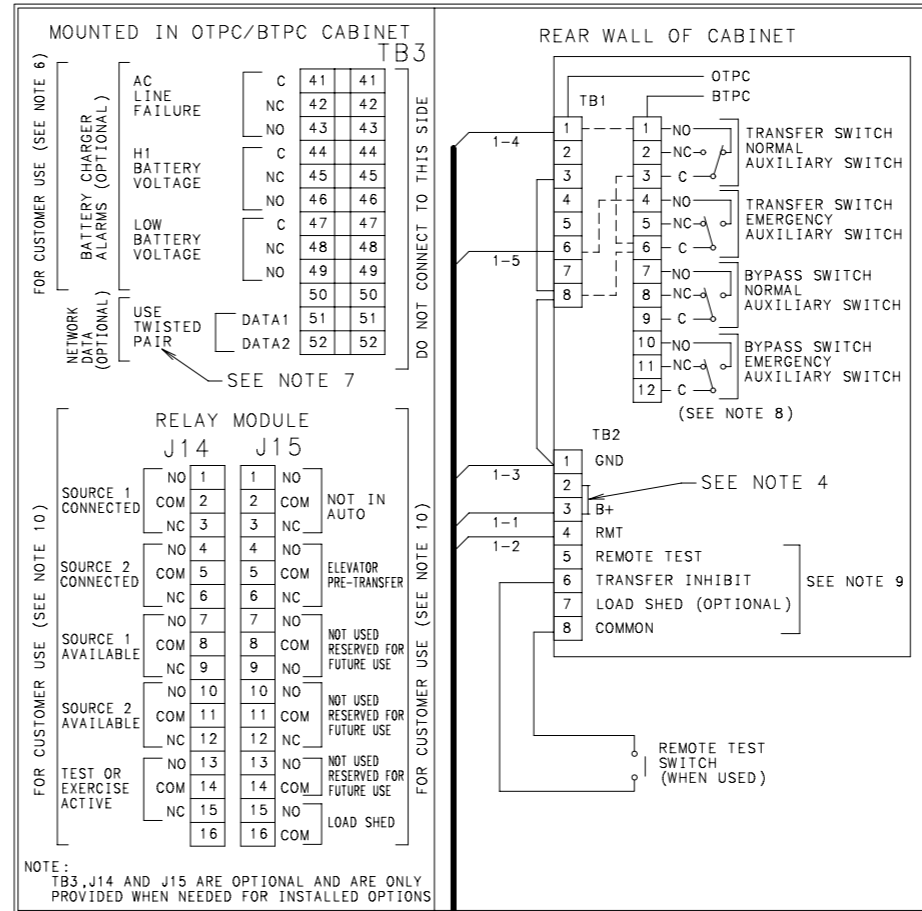 MOUNTED IN OTPC/BTPC CABINET
TB3
FOR CUSTOMER USE (SEE NOTE 6)
BATTERY CHARGER
ALARMS (OPTIONAL)
AC
LINE
FAILURE
C 41 41
NC 42 42
NO 43 43
H1
BATTERY
VOLTAGE
C 44 44
NC 45 45
NO 46 46
LOW
BATTERY
VOLTAGE
C 47 47
NC 48 48
NO 49 49
50 50
NETWORK
DATA
(OPTIONAL)
USE
TWISTED
PAIR
DATA1 51 51
DATA2 52 52
DO NOT CONNECT TO THIS SIDE
SEE NOTE 7
RELAY MODULE
J14 J15
FOR CUSTOMER USE (SEE NOTE 10)
SOURCE 1
CONNECTED
NO 1 1 NO
COM 2 2 COM
NC 3 3 NC
NOT IN
AUTO
SOURCE 2
CONNECTED
NO 4 4 NO
COM 5 5 COM
NC 6 6 NC
ELEVATOR
PRE-TRANSFER
SOURCE 1
AVAILABLE
NO 7 7 NO
COM 8 8 COM
NC 9 9 NO
NOT USED
RESERVED FOR
FUTURE USE
SOURCE 2
AVAILABLE
NO 10 10 NO
COM 11 11 COM
NC 12 12 NC
NOT USED
RESERVED FOR
FUTURE USE
TEST OR
EXERCISE
ACTIVE
NO 13 13 NO
COM 14 14 COM
NC 15 15 NO
16 16 COM
NOT USED
RESERVED FOR
FUTURE USE
LOAD SHED
FOR CUSTOMER USE (SEE NOTE 10)
NOTE:
TB3,J14 AND J15 ARE OPTIONAL AND ARE ONLY
PROVIDED WHEN NEEDED FOR INSTALLED OPTIONS
REAR WALL OF CABINET
OTPC
BTPC
TB1
1
2
3
4
5
6
7
8
1-4
1-5
1 NO
2 NC
3 C
TRANSFER SWITCH
NORMAL
AUXILIARY SWITCH
4 NO
5 NC
6 C
TRANSFER SWITCH
EMERGENCY
AUXILIARY SWITCH
7 NO
8 NC
9 C
BYPASS SWITCH
NORMAL
AUXILIARY SWITCH
10 NO
11 NC
12 C
BYPASS SWITCH
EMERGENCY
AUXILIARY SWITCH
(SEE NOTE 8)
TB2
1-3
1-1
1-2
1 GND
2
3 B+
4 RMT
5 REMOTE TEST
6 TRANSFER INHIBIT
7 LOAD SHED (OPTIONAL)
8 COMMON
SEE NOTE 4
SEE NOTE 9
REMOTE TEST
SWITCH
(WHEN USED)